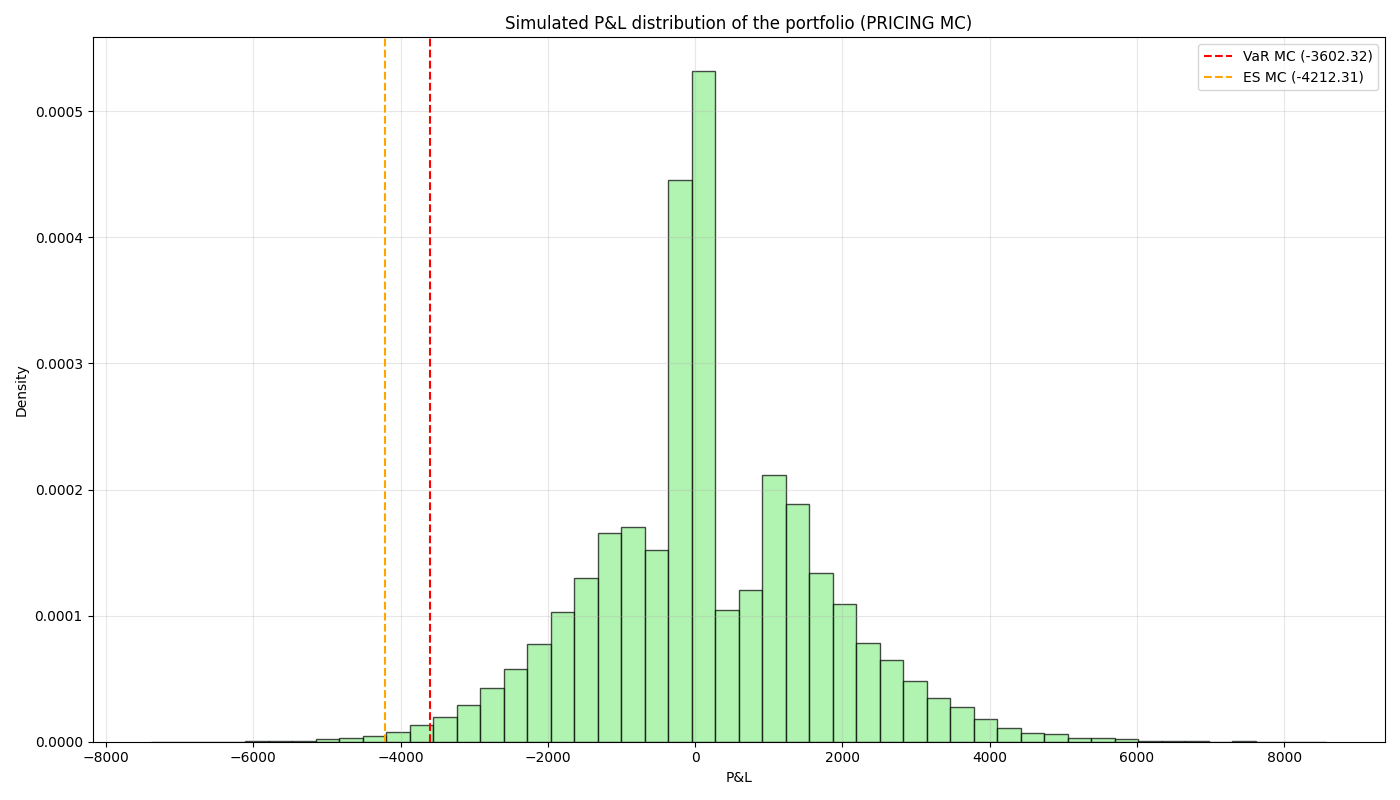 Simulated P&L distribution of the portfolio (PRICING MC)
VaR MC (-3602.32)
ES MC (-4212.31)
0.0005
0.0004
0.0003
0.0002
0.0001
0.0000
Density
−8000 −6000 −4000 −2000 0 2000 4000 6000 8000
P&L